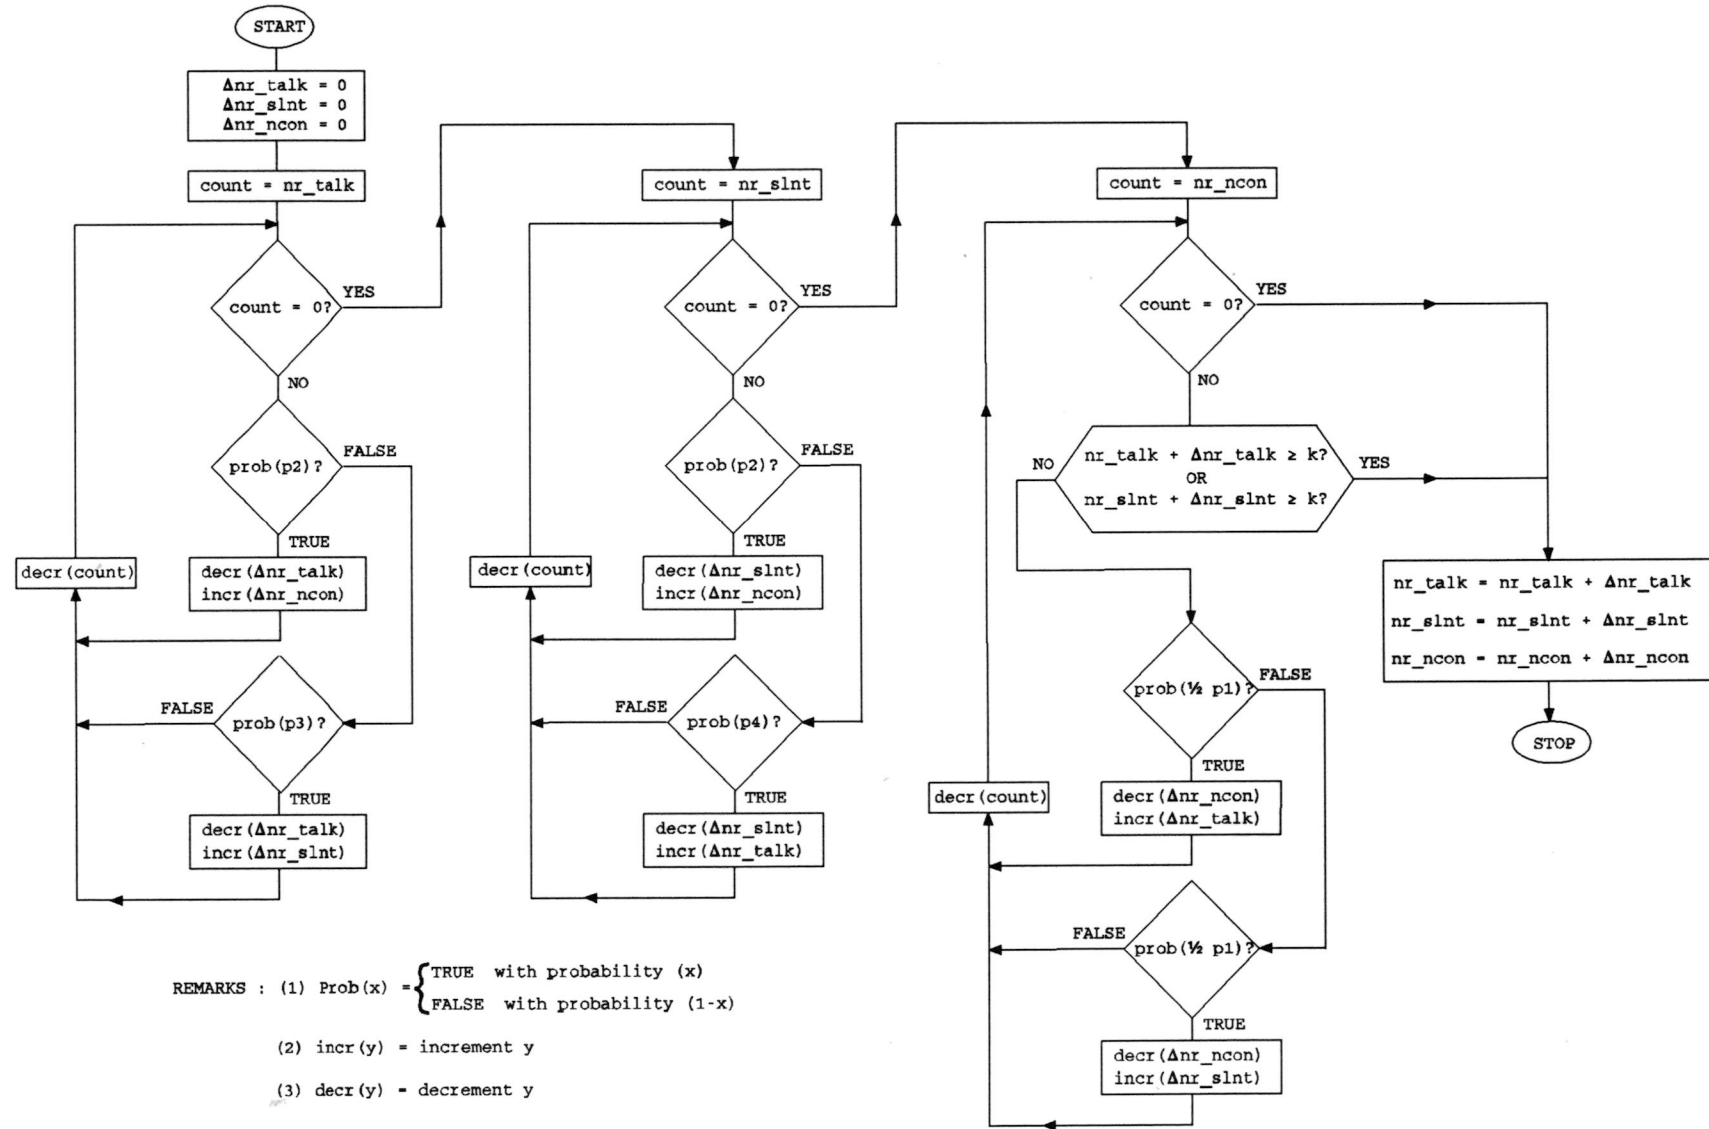 START
Δnr_talk = 0
Δnr_slnt = 0
Δnr_ncon = 0
count = nr_talk
count = 0?
YES
NO
prob(p2)?
FALSE
TRUE
decr(count)
decr(Δnr_talk)
incr(Δnr_ncon)
FALSE
prob(p3)?
TRUE
decr(Δnr_talk)
incr(Δnr_slnt)
count = nr_slnt
count = 0?
YES
NO
prob(p2)?
FALSE
TRUE
decr(count)
decr(Δnr_slnt)
incr(Δnr_ncon)
FALSE
prob(p4)?
TRUE
decr(Δnr_slnt)
incr(Δnr_talk)
count = nr_ncon
count = 0?
YES
NO
NO
nr_talk + Δnr_talk ≥ k?
OR
nr_slnt + Δnr_slnt ≥ k?
YES
prob(½ p1)?
FALSE
TRUE
decr(count)
decr(Δnr_ncon)
incr(Δnr_talk)
FALSE
prob(½ p1)?
TRUE
decr(Δnr_ncon)
incr(Δnr_slnt)
nr_talk = nr_talk + Δnr_talk
nr_slnt = nr_slnt + Δnr_slnt
nr_ncon = nr_ncon + Δnr_ncon
STOP
REMARKS : (1) Prob(x) = { TRUE with probability (x)
FALSE with probability (1-x)
(2) incr(y) = increment y
(3) decr(y) = decrement y